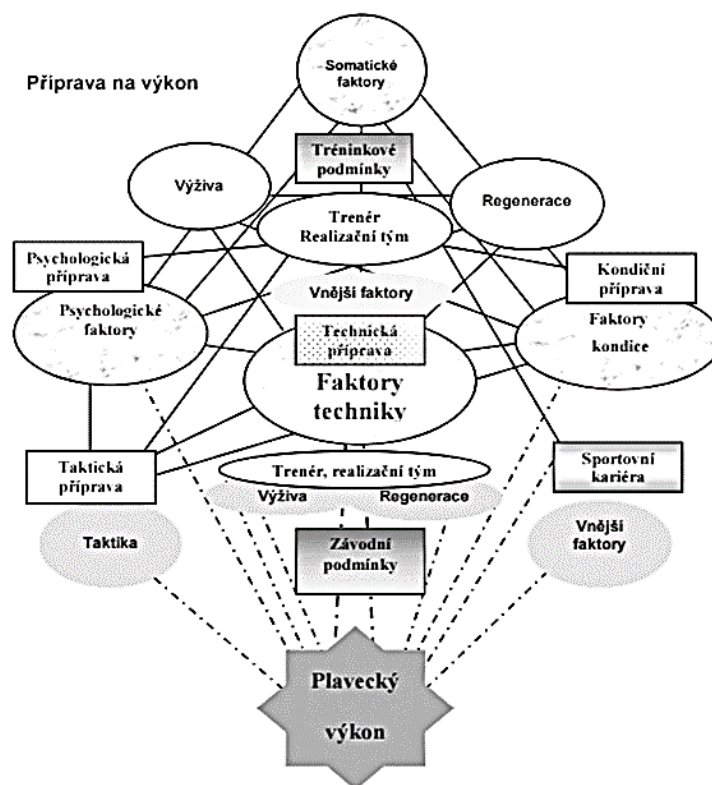 Somatické
faktory
Příprava na výkon
Tréninkové
podmínky
Výživa
Regenerace
Trenér
Realizační tým
Psychologická
příprava
Kondiční
příprava
Vnější faktory
Psychologické
faktory
Faktory
kondice
Technická
příprava
Faktory
techniky
Taktická
příprava
Trenér, realizační tým
Sportovní
kariéra
Výživa
Regenerace
Taktika
Závodní
podmínky
Vnější
faktory
Plavecký
výkon